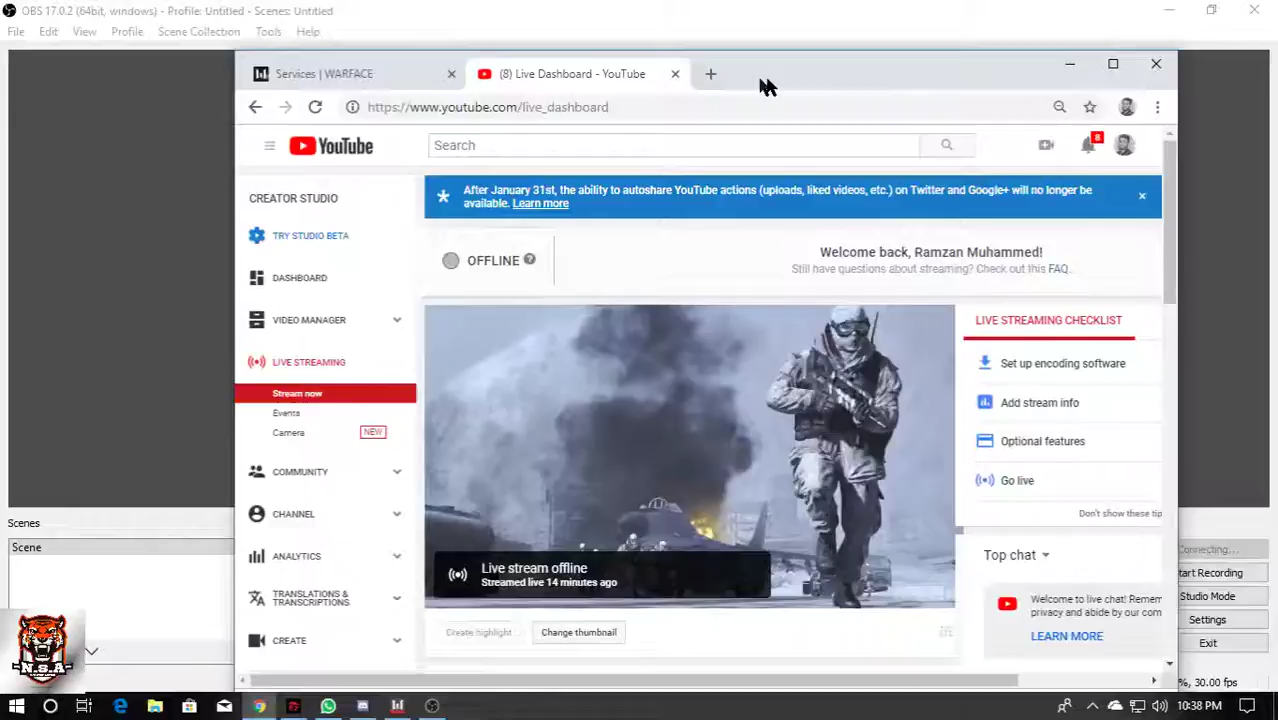 OBS 17.0.2 (64bit, windows) - Profile: Untitled - Scenes: Untitled
File Edit View Profile Scene Collection Tools Help
Services | WARFACE
(8) Live Dashboard - YouTube
https://www.youtube.com/live_dashboard
YouTube
Search
8
CREATOR STUDIO
TRY STUDIO BETA
DASHBOARD
VIDEO MANAGER
LIVE STREAMING
Stream now
Events
Camera
NEW
COMMUNITY
CHANNEL
ANALYTICS
TRANSLATIONS &
TRANSCRIPTIONS
CREATE
After January 31st, the ability to autoshare YouTube actions (uploads, liked videos, etc.) on Twitter and Google+ will no longer be
available. Learn more
OFFLINE
Welcome back, Ramzan Muhammed!
Still have questions about streaming? Check out this FAQ.
Live stream offline
Streamed live 14 minutes ago
Create highlight
Change thumbnail
LIVE STREAMING CHECKLIST
Set up encoding software
Add stream info
Optional features
Go live
Don't show these tip
Top chat
Welcome to live chat! Remem
privacy and abide by our com
LEARN MORE
Scenes
Scene
Connecting...
tart Recording
Studio Mode
Settings
Exit
%, 30.00 fps
N.S.A
10:38 PM